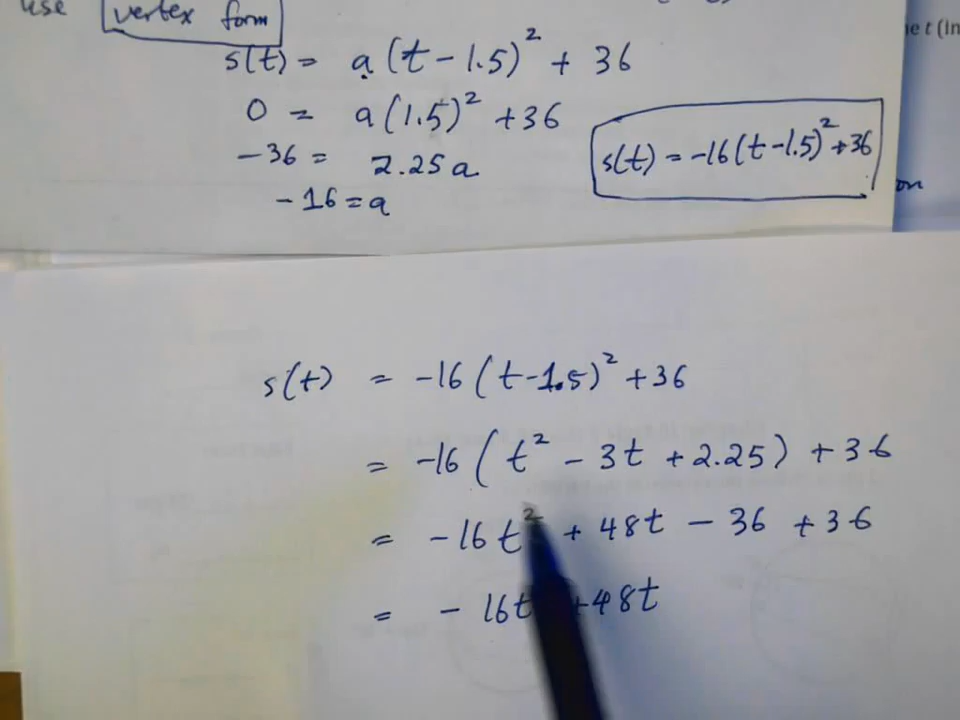 use vertex form
s(t) = a(t - 1.5)² + 36
0 = a(1.5)² + 36
-36 = 2.25a
-16 = a
s(t) = -16(t - 1.5)² + 36
s(t) = -16(t - 1.5)² + 36
= -16(t² - 3t + 2.25) + 36
= -16t² + 48t - 36 + 36
= -16t +48t